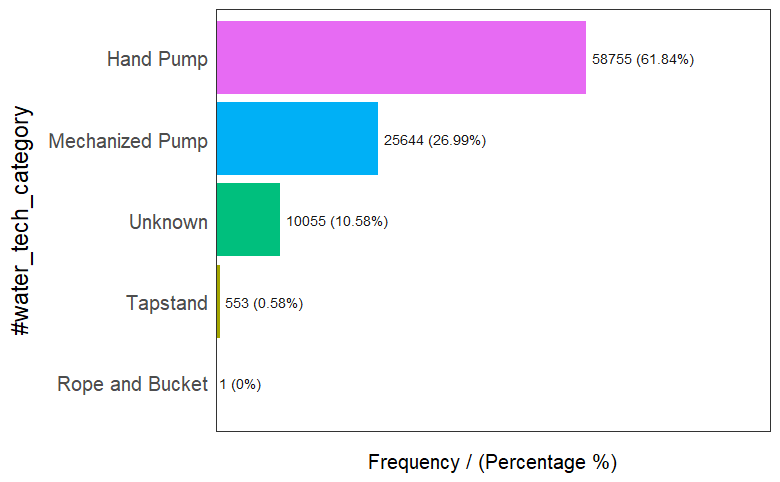 #water_tech_category
Hand Pump 58755 (61.84%)
Mechanized Pump 25644 (26.99%)
Unknown 10055 (10.58%)
Tapstand 553 (0.58%)
Rope and Bucket 1 (0%)
Frequency / (Percentage %)